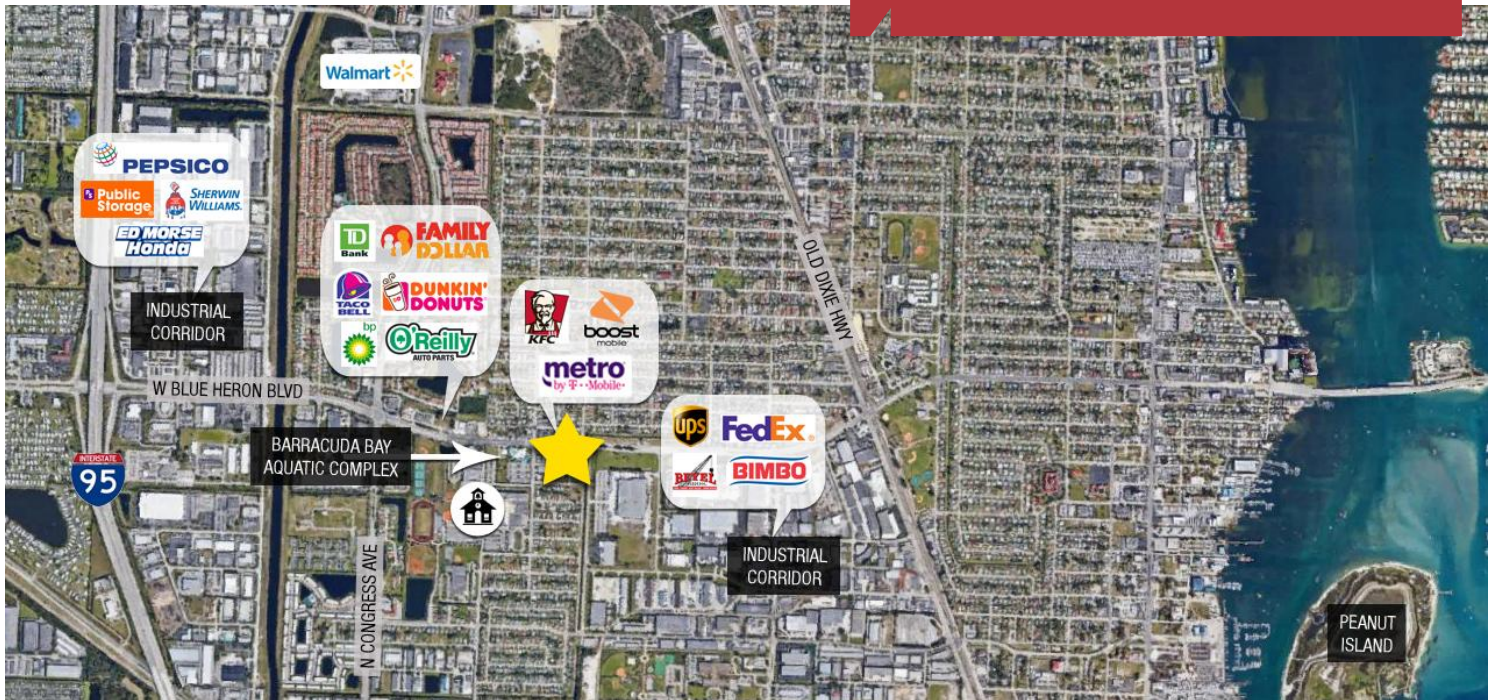 Walmart
PEPSICO
Public
Storage
SHERWIN
WILLIAMS.
ED MORSE
Honda
INDUSTRIAL
CORRIDOR
TD
Bank
FAMILY
DOLLAR
TACO
BELL
DUNKIN'
DONUTS
bp
O'Reilly
AUTO PARTS
KFC
boost
mobile
metro
by T-Mobile
OLD DIXIE HWY
W BLUE HERON BLVD
BARRACUDA BAY
AQUATIC COMPLEX
INTERSTATE
95
ups
FedEx
BEYEL
BIMBO
INDUSTRIAL
CORRIDOR
N CONGRESS AVE
PEANUT
ISLAND